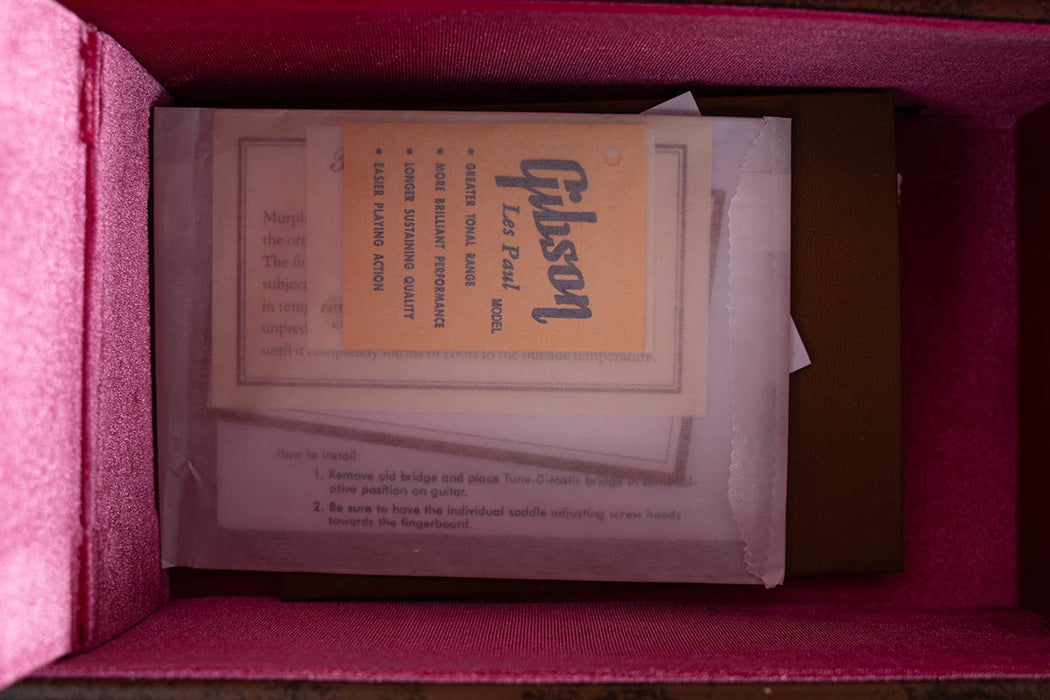 Gibson
Les Paul MODEL
• GREATER TONAL RANGE
• MORE BRILLIANT PERFORMANCE
• LONGER SUSTAINING QUALITY
• EASIER PLAYING ACTION
Murph
the ori
The fi
subjec
in temp
unpred
until it completely warms or cools to the outside temperature.
How to install:
1. Remove old bridge and place Tune-O-Matic bridge in
ative position on guitar.
2. Be sure to have the individual saddle adjusting screw heads
towards the fingerboard.